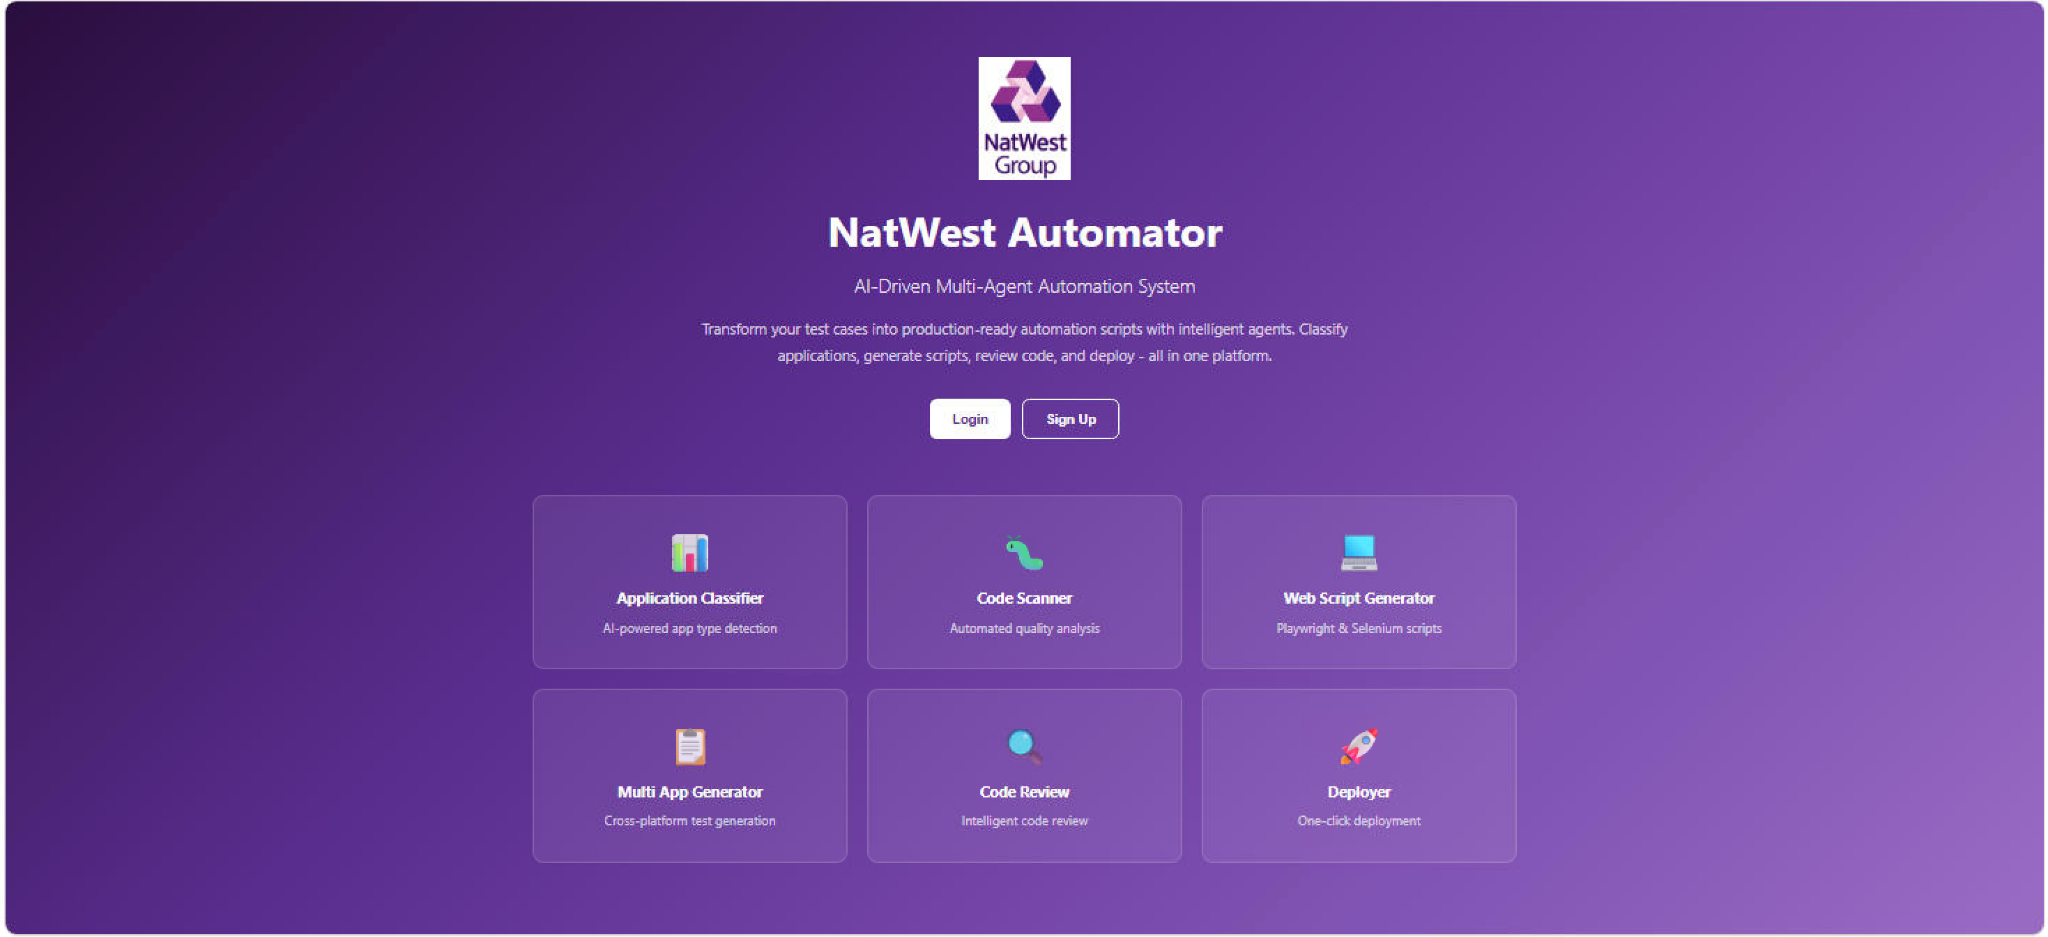 NatWest
Group
NatWest Automator
AI-Driven Multi-Agent Automation System
Transform your test cases into production-ready automation scripts with intelligent agents. Classify
applications, generate scripts, review code, and deploy - all in one platform.
Login
Sign Up
Application Classifier
AI-powered app type detection
Code Scanner
Automated quality analysis
Web Script Generator
Playwright & Selenium scripts
Multi App Generator
Cross-platform test generation
Code Review
Intelligent code review
Deployer
One-click deployment